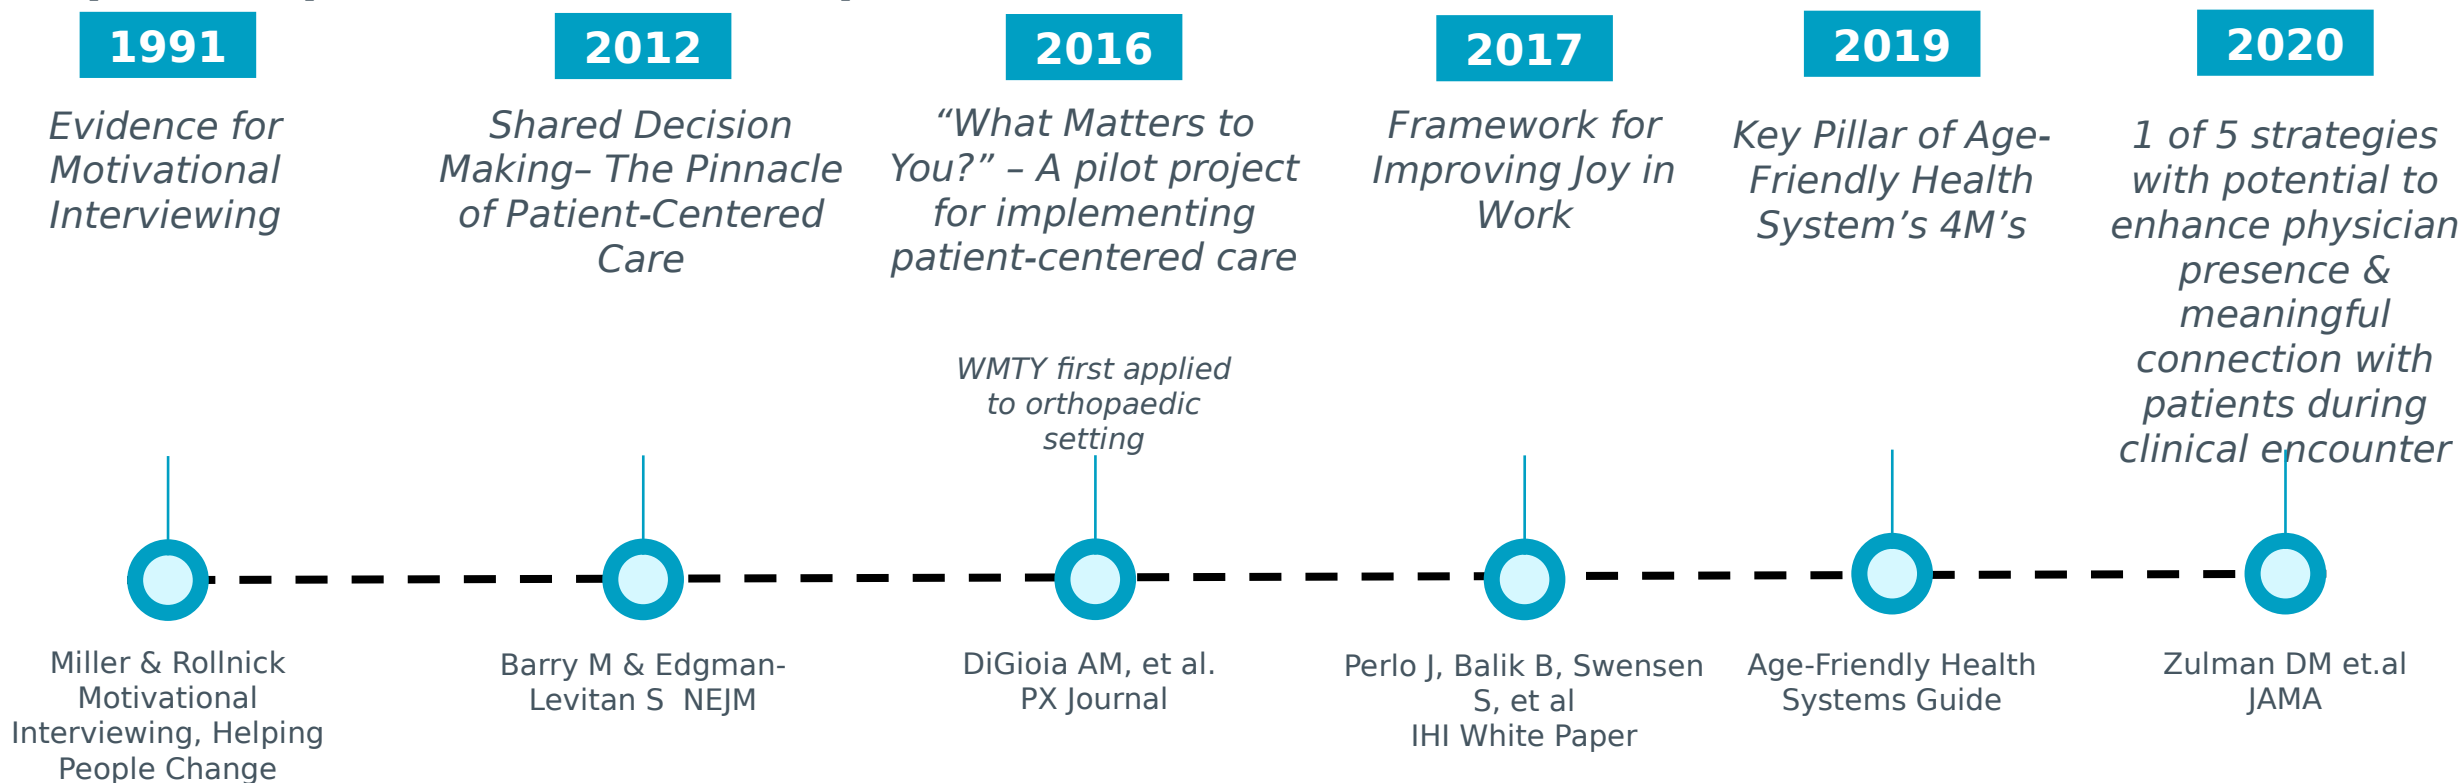 1991
Evidence for
Motivational
Interviewing
Miller & Rollnick
Motivational
Interviewing, Helping
People Change
2012
Shared Decision
Making– The Pinnacle
of Patient-Centered
Care
Barry M & Edgman-
Levitan S  NEJM
2016
“What Matters to
You?” – A pilot project
for implementing
patient-centered care
WMTY first applied
to orthopaedic
setting
DiGioia AM, et al.
PX Journal
2017
Framework for
Improving Joy in
Work
Perlo J, Balik B, Swensen
S, et al
IHI White Paper
2019
Key Pillar of Age-
Friendly Health
System’s 4M’s
Age-Friendly Health
Systems Guide
2020
1 of 5 strategies
with potential to
enhance physician
presence &
meaningful
connection with
patients during
clinical encounter
Zulman DM et.al
JAMA